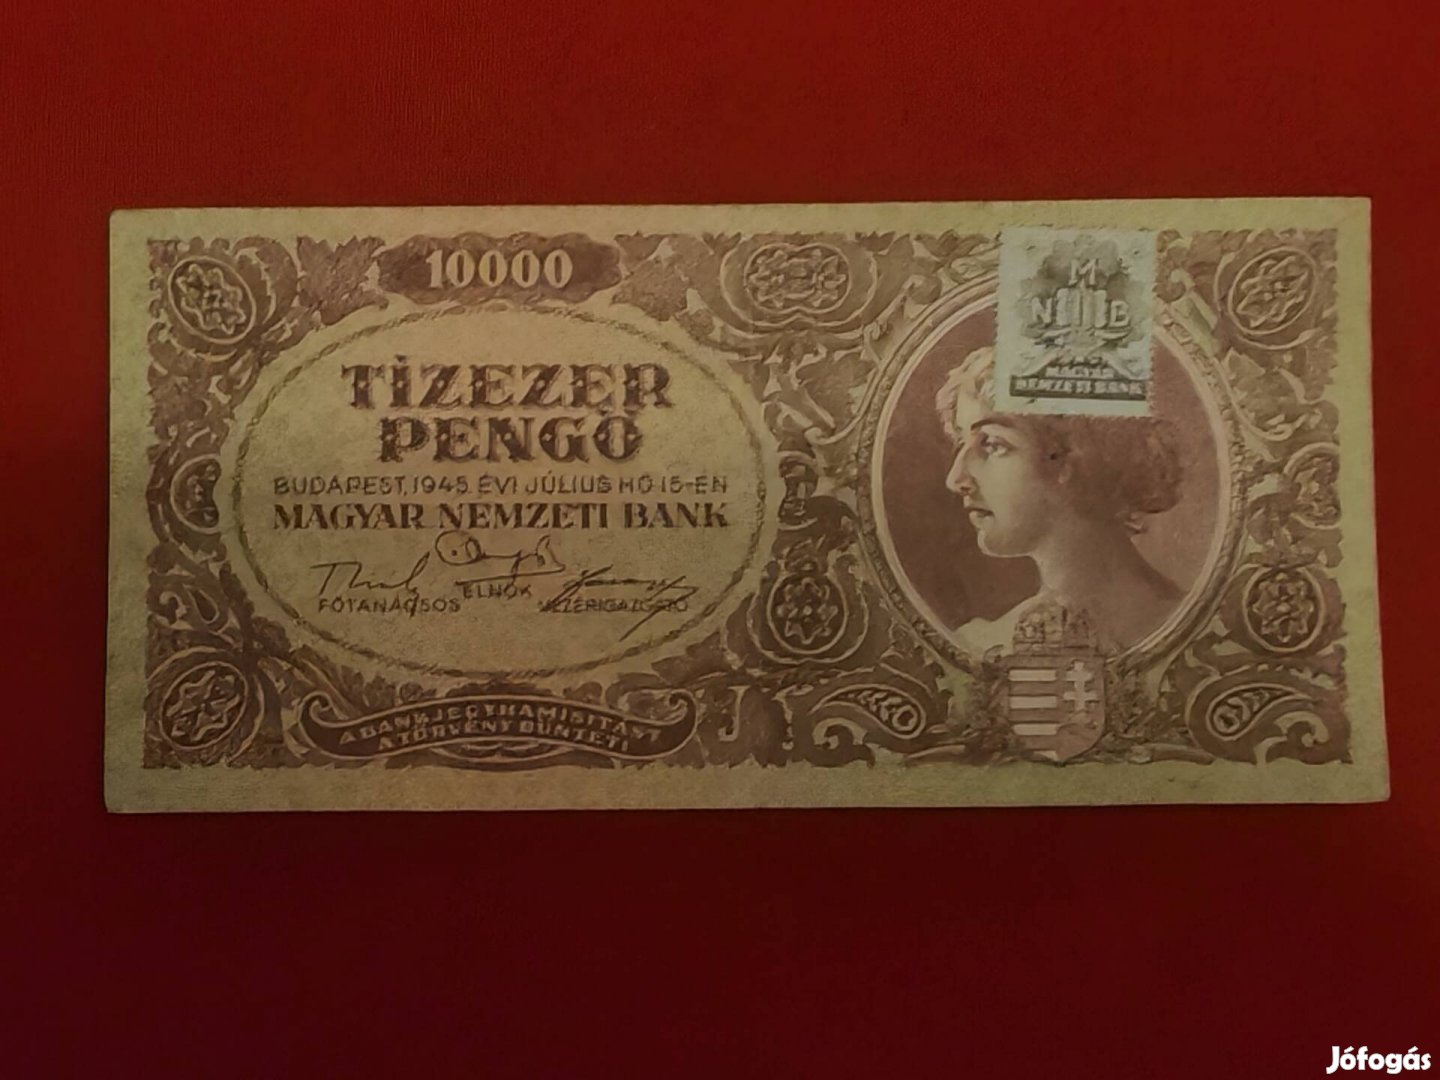 10000
TÍZEZER
PENGŐ
BUDAPEST, 1945. ÉVI JÚLIUS HÓ 15-ÉN
MAGYAR NEMZETI BANK
FŐTANÁCSOS
ELNÖK
VEZÉRIGAZGATÓ
A BANKJEGYHAMISÍTÁST
A TÖRVÉNY BÜNTETI
M
N B
MAGYAR
NEMZETI BANK
Jófogás